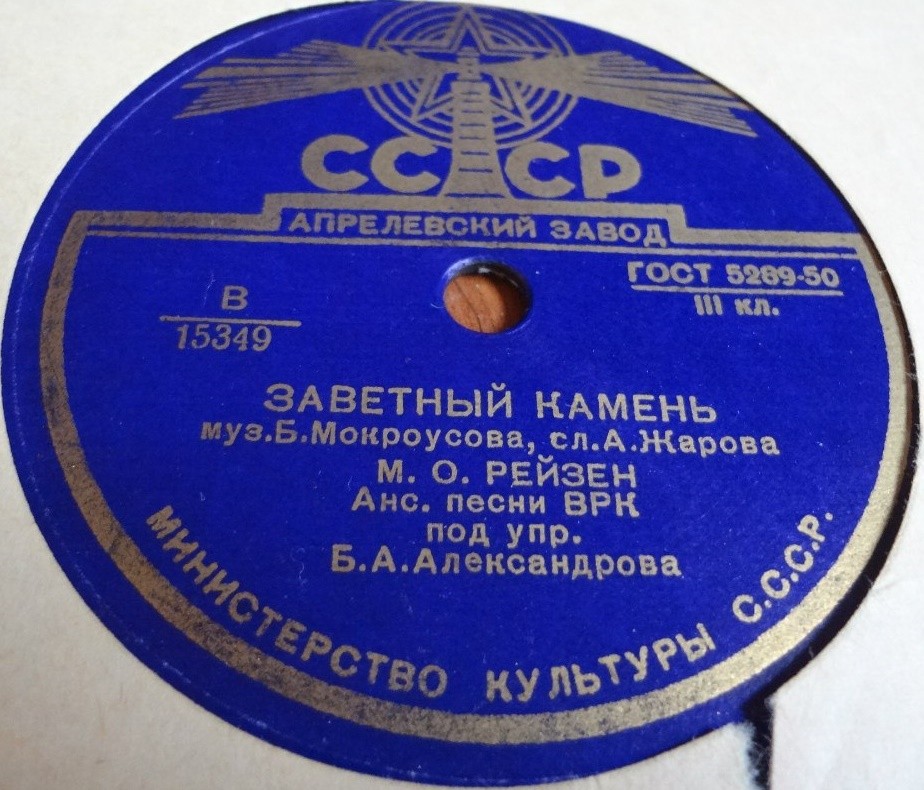 СССР
АПРЕЛЕВСКИЙ ЗАВОД
ГОСТ 5289-50
III кл.
В
15349
ЗАВЕТНЫЙ КАМЕНЬ
муз.Б.Мокроусова, сл.А.Жарова
М. О. РЕЙЗЕН
Анс. песни ВРК
под упр.
Б.А.Александрова
МИНИСТЕРСТВО КУЛЬТУРЫ С.С.С.Р.